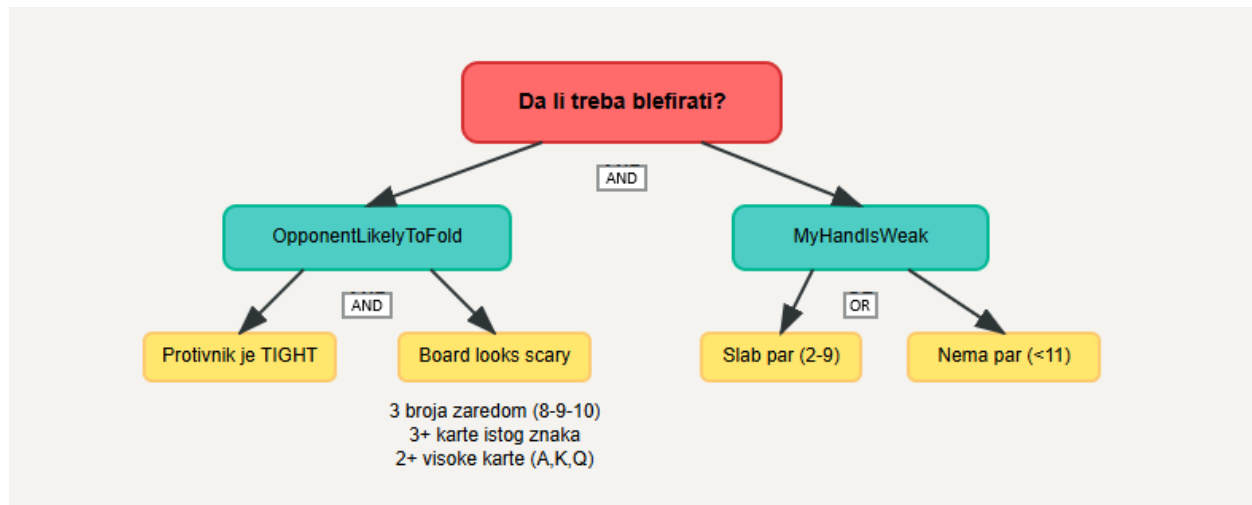 Da li treba blefirati?
AND
OpponentLikelyToFold
MyHandIsWeak
AND
OR
Protivnik je TIGHT
Board looks scary
Slab par (2-9)
Nema par (<11)
3 broja zaredom (8-9-10)
3+ karte istog znaka
2+ visoke karte (A,K,Q)